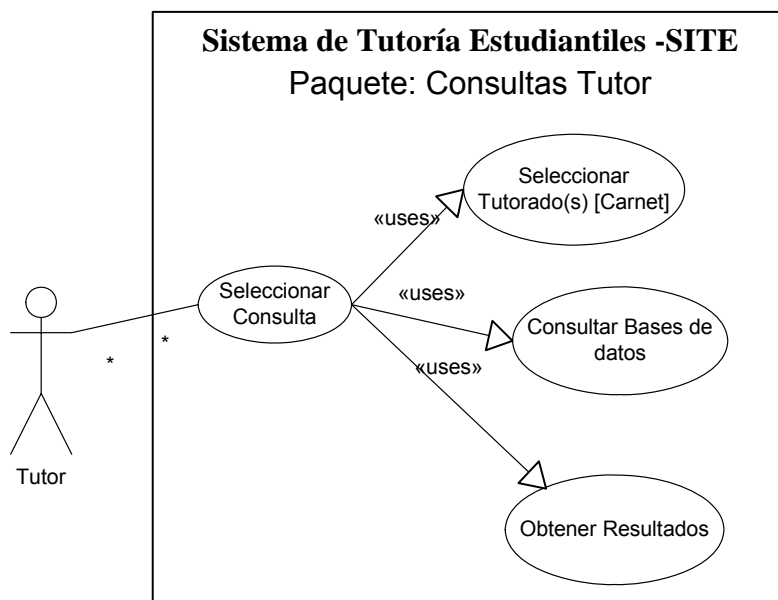 Sistema de Tutoría Estudiantiles -SITE
Paquete: Consultas Tutor
Seleccionar
Tutorado(s) [Carnet]
«uses»
Seleccionar
Consulta
«uses»
Consultar Bases de
datos
*
*
«uses»
Tutor
Obtener Resultados